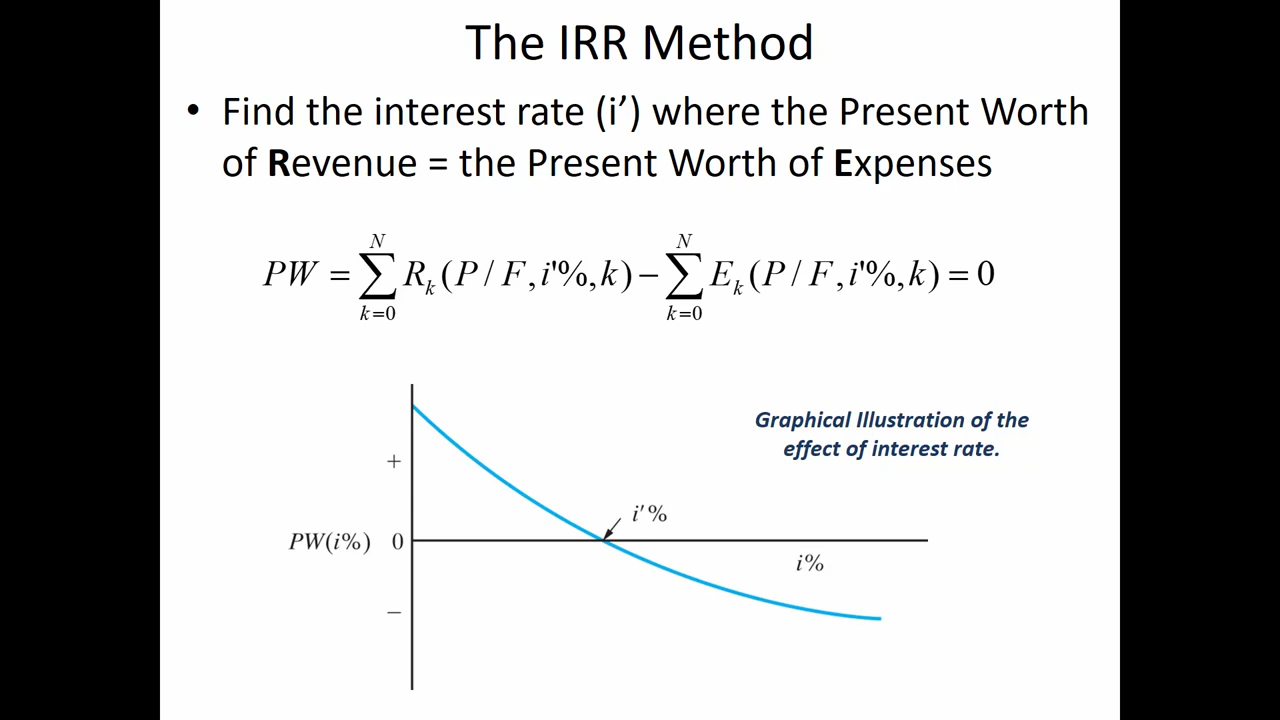 The IRR Method
• Find the interest rate (i’) where the Present Worth
of Revenue = the Present Worth of Expenses
PW = ∑_{k=0}^{N} R_k (P / F, i'%, k) − ∑_{k=0}^{N} E_k (P / F, i'%, k) = 0
Graphical Illustration of the
effect of interest rate.
+
i′%
PW(i%) 0
i%
−